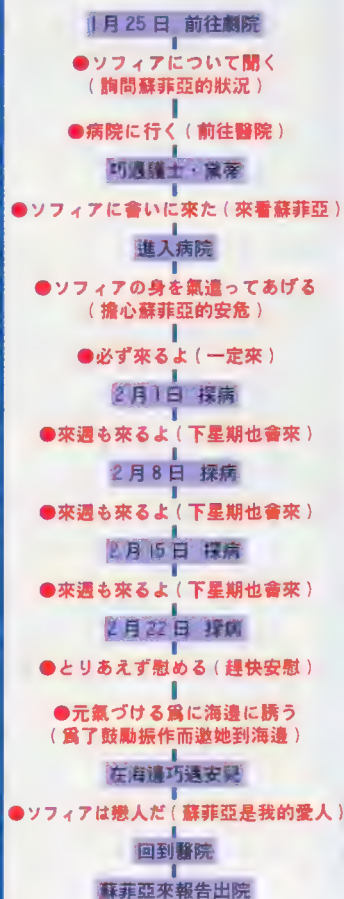 1月25日 前往劇院
●ソフィアについて聞く
(詢問蘇菲亞的狀況)
●病院に行く(前往醫院)
巧遇護士・黛蒂
●ソフィアに會いに來た(來看蘇菲亞)
進入病院
●ソフィアの身を氣遣ってあげる
(擔心蘇菲亞的安危)
●必ず來るよ(一定來)
2月1日 探病
●來週も來るよ(下星期也會來)
2月8日 探病
●來週も來るよ(下星期也會來)
2月15日 探病
●來週も來るよ(下星期也會來)
2月22日 探病
●とりあえず慰める(趕快安慰)
●元氣づける爲に海邊に誘う
(爲了鼓勵振作而邀她到海邊)
在海邊巧遇安
●ソフィアは戀人だ(蘇菲亞是我的愛人)
回到醫院
蘇菲亞來報告出院